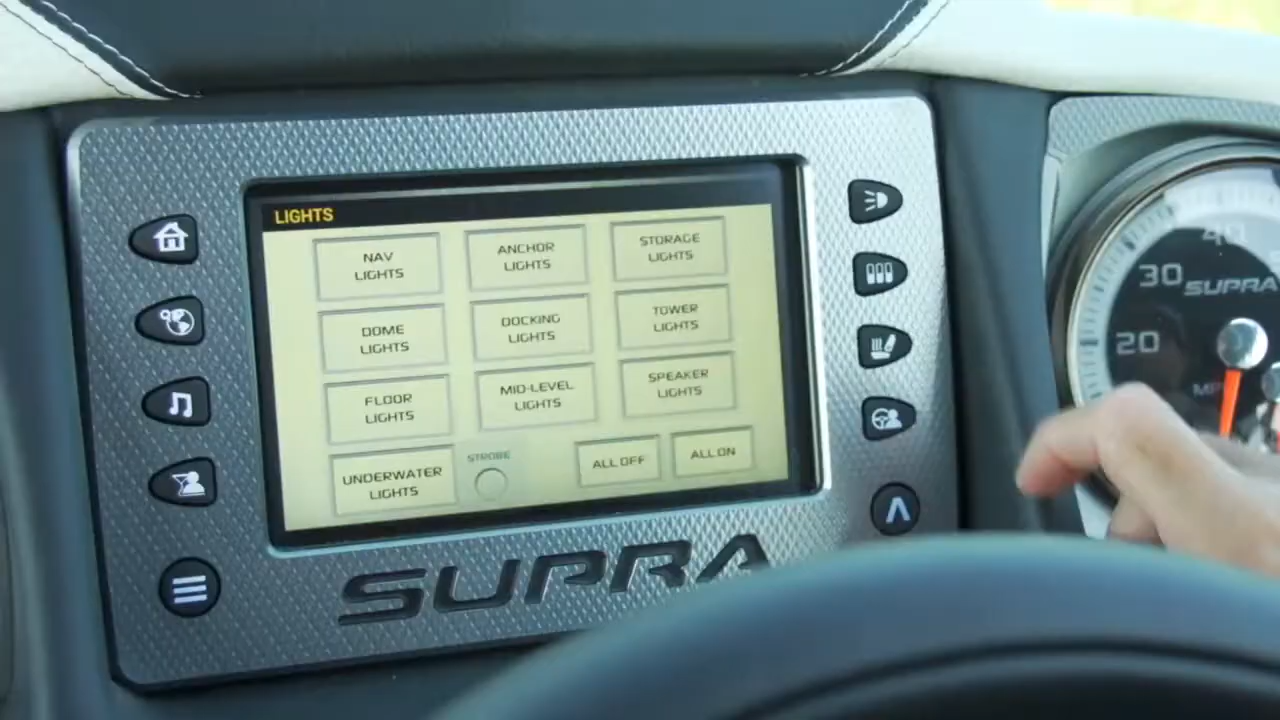 LIGHTS
NAV
LIGHTS
ANCHOR
LIGHTS
STORAGE
LIGHTS
DOME
LIGHTS
DOCKING
LIGHTS
TOWER
LIGHTS
FLOOR
LIGHTS
MID-LEVEL
LIGHTS
SPEAKER
LIGHTS
UNDERWATER
LIGHTS
STROBE
ALL OFF
ALL ON
SUPRA
40
30
SUPRA
20